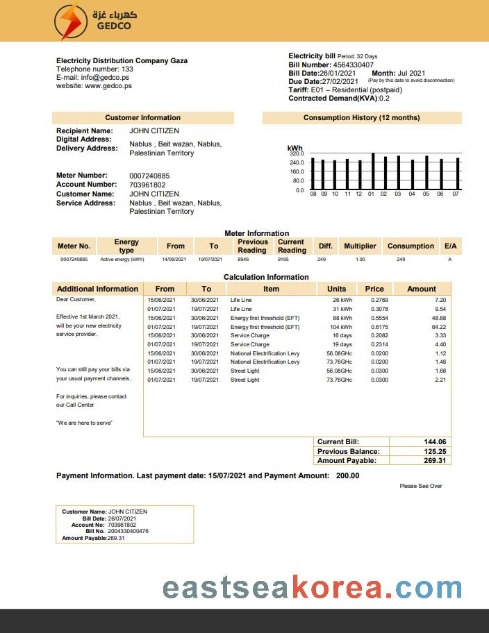 كهرباء غزة
GEDCO
Electricity Distribution Company Gaza
Telephone number: 133
E-mail: info@gedco.ps
website: www.gedco.ps
Electricity bill Period: 32 Days
Bill Number: 4564330407
Bill Date:26/01/2021 Month: Jul 2021
Due Date:27/02/2021 (Pay by this date to avoid disconnection)
Tariff: E01 – Residential (postpaid)
Contracted Demand(KVA):0.2
Customer Information
Recipient Name: JOHN CITIZEN
Digital Address:
Delivery Address: Nablus , Beit wazan, Nablus,
Palestinian Territory
Meter Number: 0007240885
Account Number: 703961802
Customer Name: JOHN CITIZEN
Service Address: Nablus , Beit wazan, Nablus,
Palestinian Territory
Consumption History (12 months)
kWh
320.0
240.0
160.0
80.0
0.0
08 09 10 11 12 01 02 03 04 05 06 07
Meter Information
Meter No. Energy type From To Previous Reading Current Reading Diff. Multiplier Consumption E/A
0007240885 Active energy (kWh) 14/06/2021 19/07/2021 8946 9195 249 1.00 249 A
Calculation Information
Additional Information From To Item Units Price Amount
Dear Customer, 15/06/2021 30/06/2021 Life Line 26 kWh 0.2769 7.20
01/07/2021 19/07/2021 Life Line 31 kWh 0.3078 9.54
Effective 1st March 2021, 15/06/2021 30/06/2021 Energy first threshold (EFT) 88 kWh 0.5554 48.88
will be your new electricity 01/07/2021 19/07/2021 Energy first threshold (EFT) 104 kWh 0.6175 64.22
service provider. 15/06/2021 30/06/2021 Service Charge 16 days 0.2082 3.33
01/07/2021 19/07/2021 Service Charge 19 days 0.2314 4.40
15/06/2021 30/06/2021 National Electrification Levy 56.08GHc 0.0200 1.12
01/07/2021 19/07/2021 National Electrification Levy 73.76GHc 0.0200 1.48
You can still pay your bills via 15/06/2021 30/06/2021 Street Light 56.08GHc 0.0300 1.68
your usual payment channels. 01/07/2021 19/07/2021 Street Light 73.76GHc 0.0300 2.21
For inquiries, please contact
our Call Center
"We are here to serve"
Current Bill: 144.06
Previous Balance: 125.25
Amount Payable: 269.31
Payment Information. Last payment date: 15/07/2021 and Payment Amount: 200.00
Please See Over
Customer Name: JOHN CITIZEN
Bill Date: 26/07/2021
Account No: 703961802
Bill No. 2004330400476
Amount Payable:269.31
eastseakorea.com